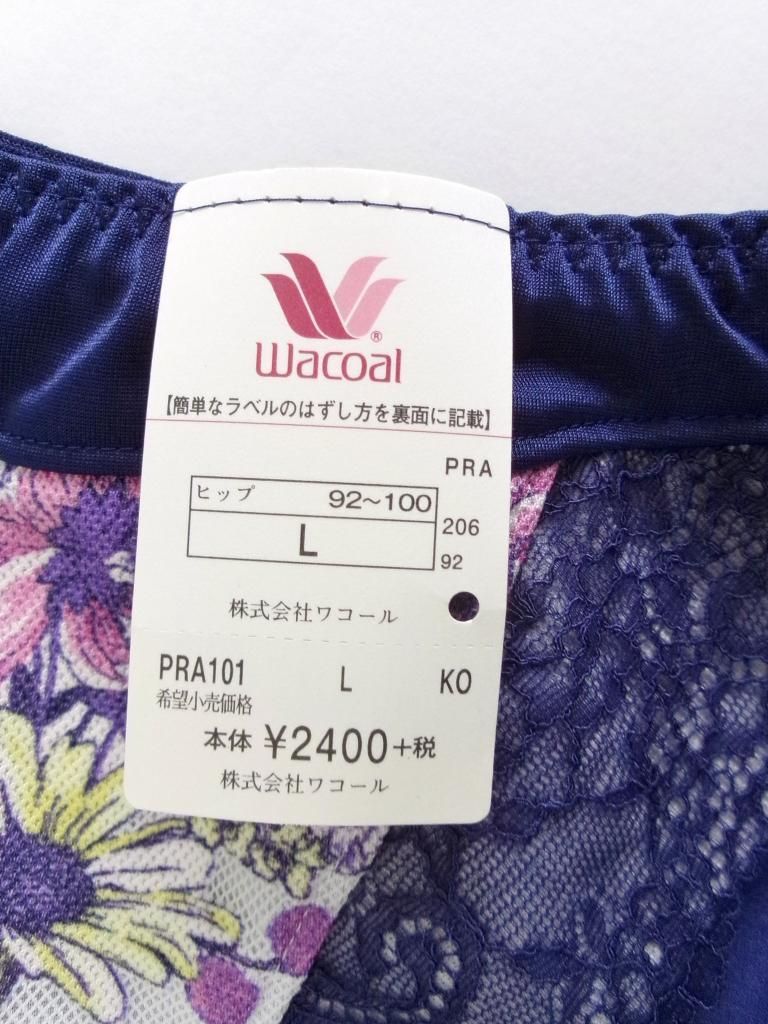 Wacoal®
【簡単なラベルのはずし方を裏面に記載】
PRA
ヒップ 92~100
L
206
92
株式会社ワコール
PRA101 L KO
希望小売価格
本体 ¥2400+税
株式会社ワコール